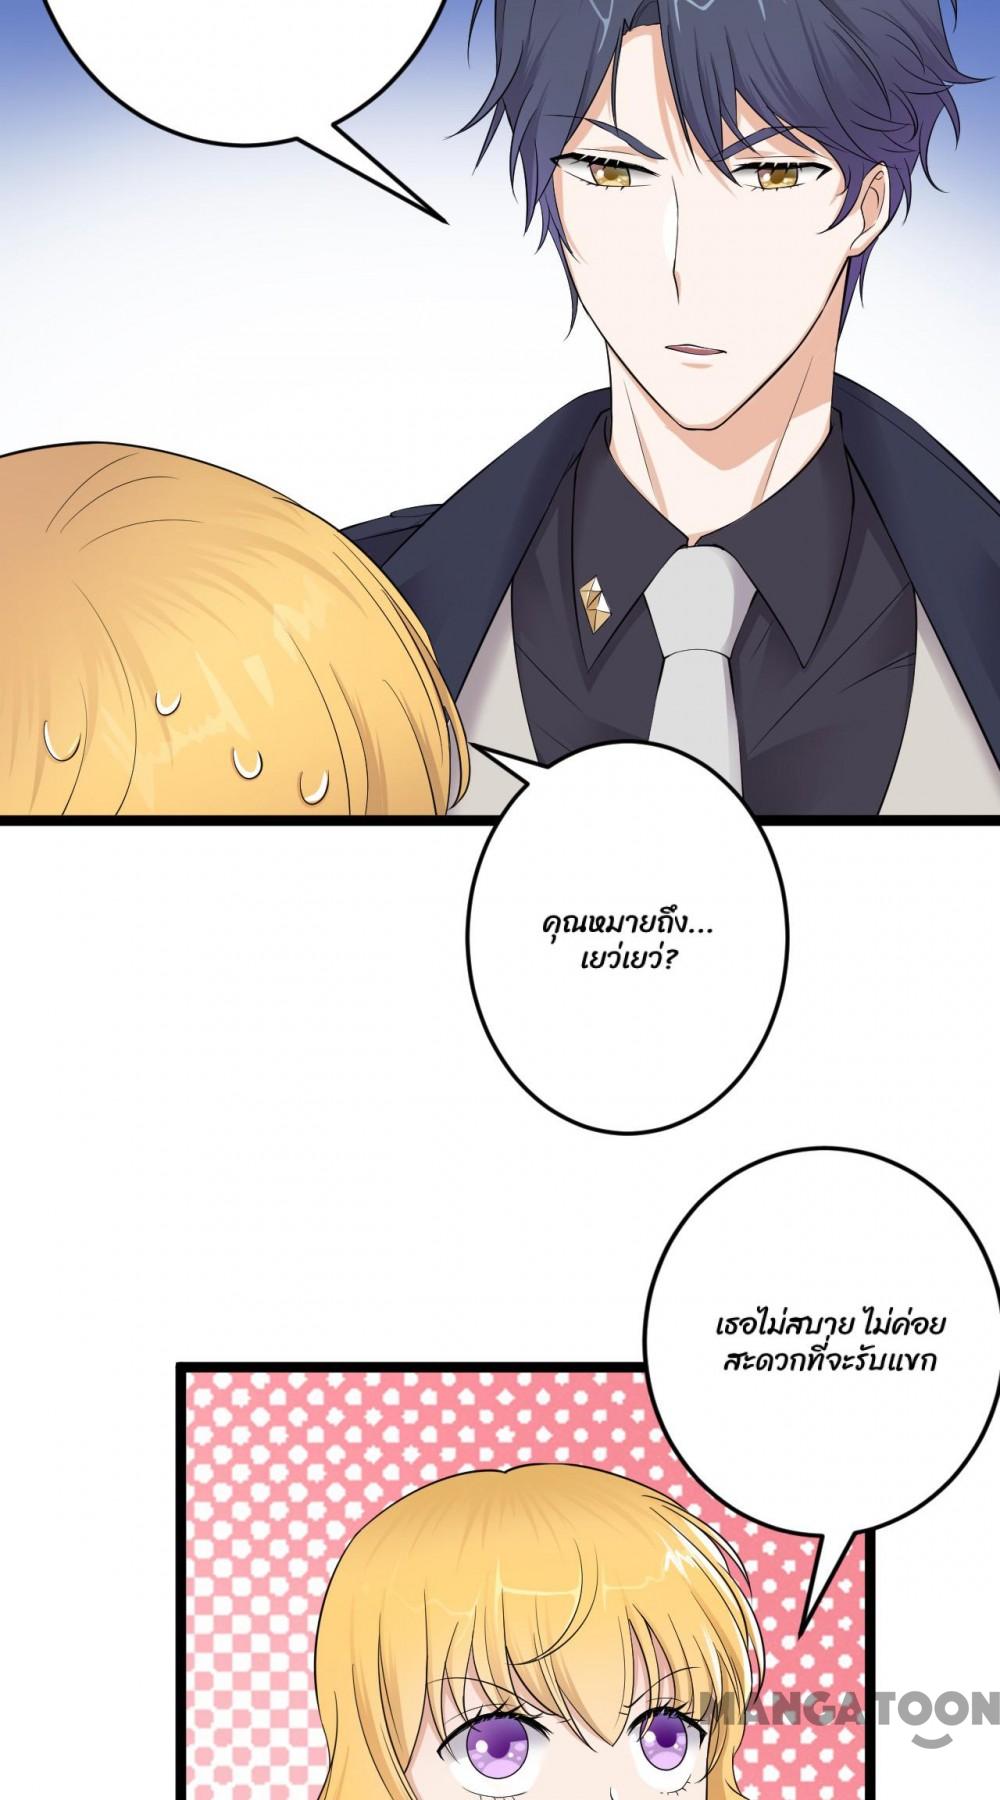 คุณหมายถึง...
เยว่เยว่?
เธอไม่สบาย ไม่ค่อย
สะดวกที่จะรับแขก
MANGATOON